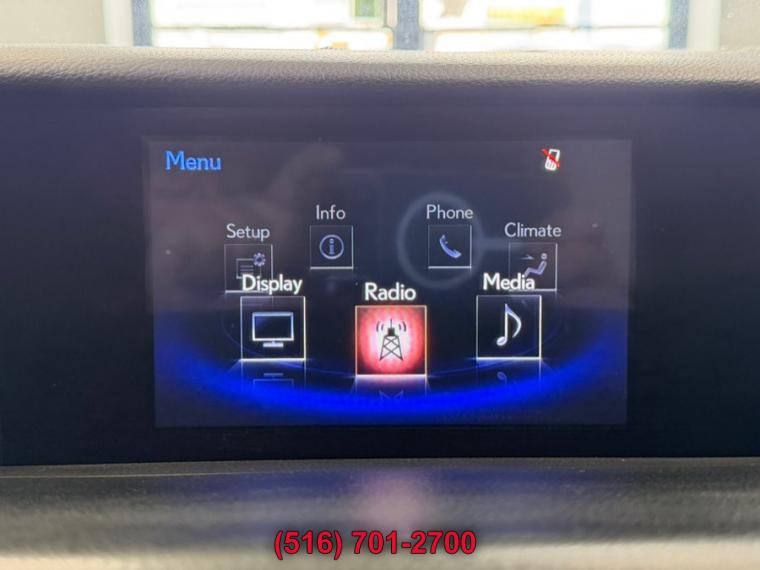 Menu
Info
Phone
Setup
Climate
Display
Radio
Media
(516) 701-2700